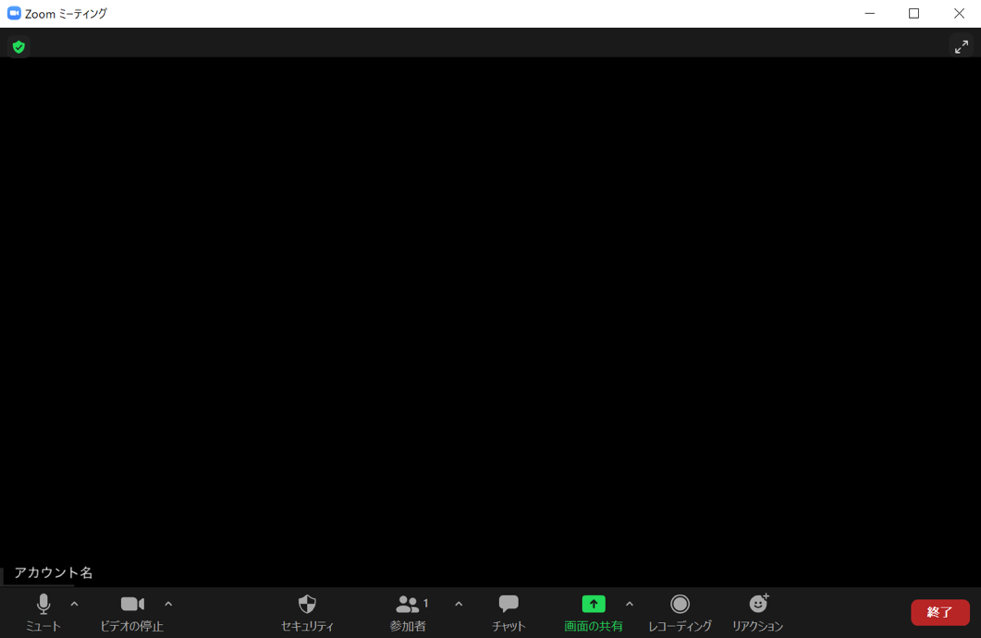 Zoom ミーティング
アカウント名
ミュート
ビデオの停止
セキュリティ
参加者 1
チャット
画面の共有
レコーディング
リアクション
終了